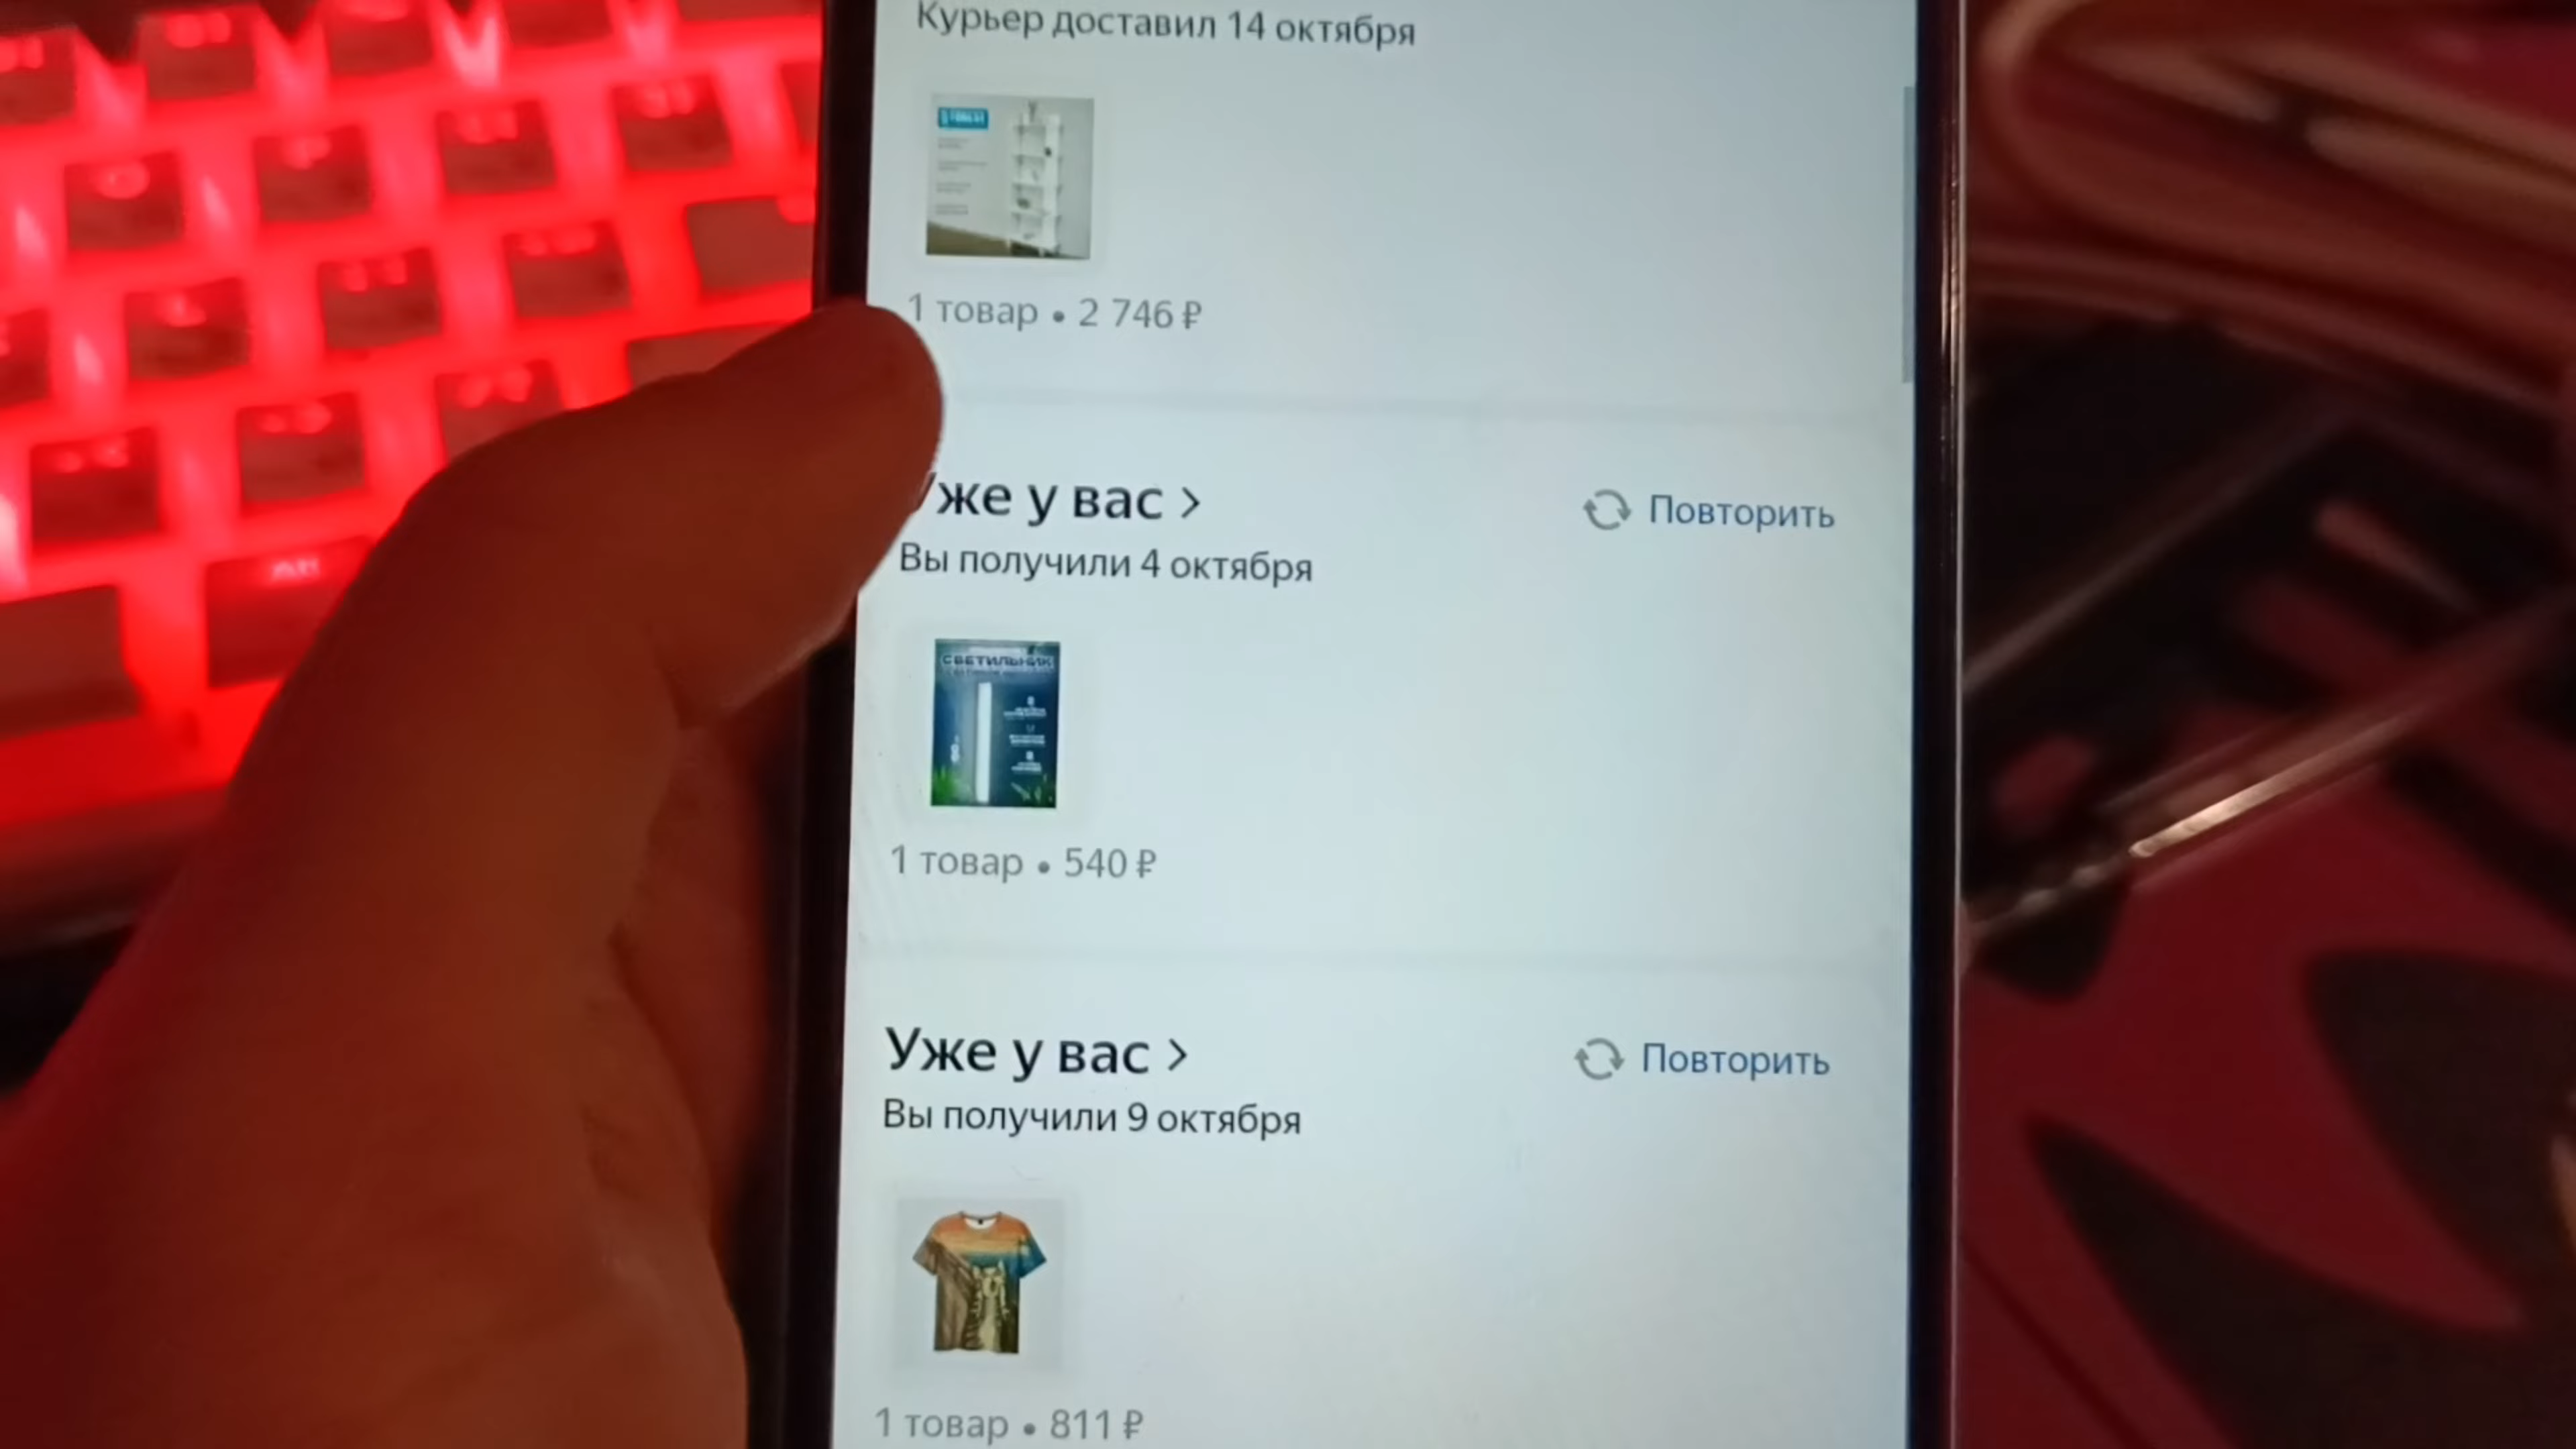 Курьер доставил 14 октября
1 товар • 2 746 ₽
Уже у вас >
Повторить
Вы получили 4 октября
СВЕТИЛЬНИК
1 товар • 540 ₽
Уже у вас >
Повторить
Вы получили 9 октября
1 товар • 811 ₽